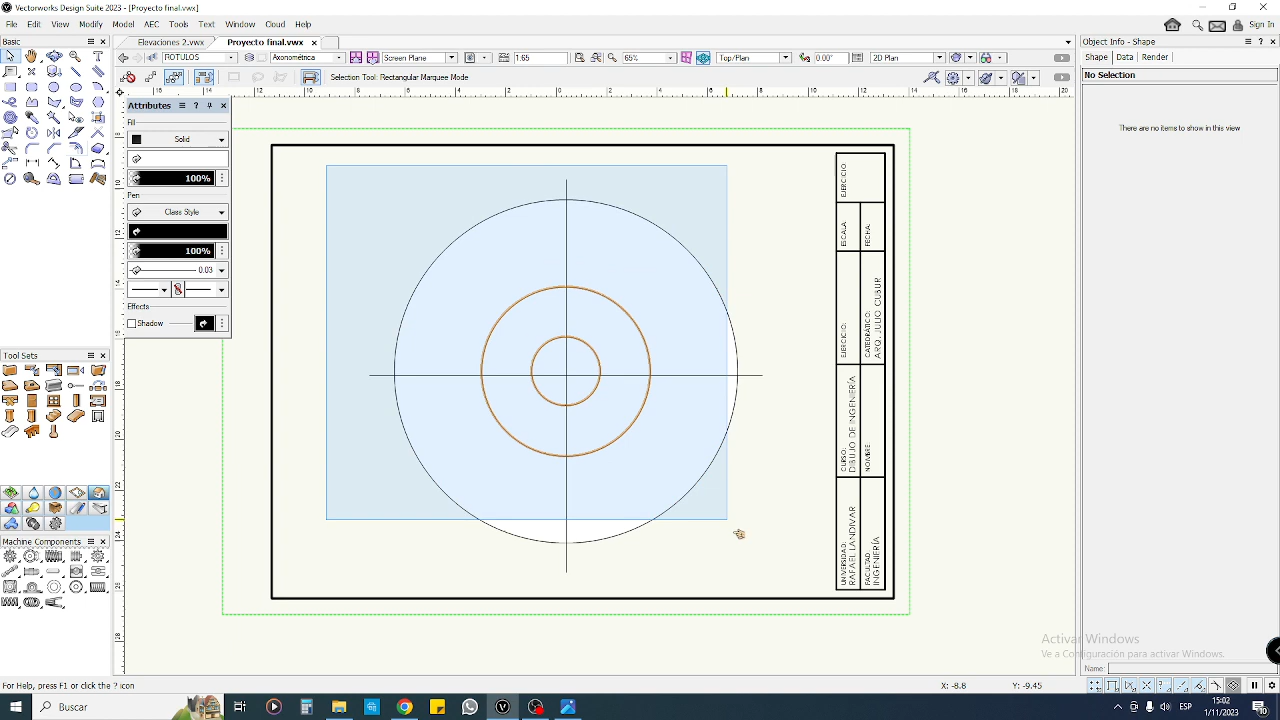 Vectorworks Design Suite 2023 - [Proyecto final.vwx]
File Edit View Modify Model AEC Tools Text Window Cloud Help
Sign In
Elevaciones 2.vwx Proyecto final.vwx
Object Info - Shape
Basic
ROTULOS Axonométrica Screen Plane 1:65 65% Top/Plan 0.00° 2D Plan
Shape Data Render
Selection Tool: Rectangular Marquee Mode
No Selection
There are no items to show in this view
Attributes
Fill
Solid
100%
Pen
Class Style
100%
0.03
Effects
Shadow
Tool Sets
Machine Components
EJERCICIO:
ESCALA:
FECHA:
EJERCICIO:
CATEDRÁTICO:
ARQ. JULIO CUBUR
CURSO:
DIBUJO DE INGENIERÍA
NOMBRE:
UNIVERSIDAD:
RAFAEL LANDIVAR
FACULTAD
INGENIERÍA
Activar Windows
Ve a Configuración para activar Windows.
Name:
For Help, press F1 or click the ? icon
X: -8.8 Y: -9.45
Buscar
ESP
15:02
1/11/2023